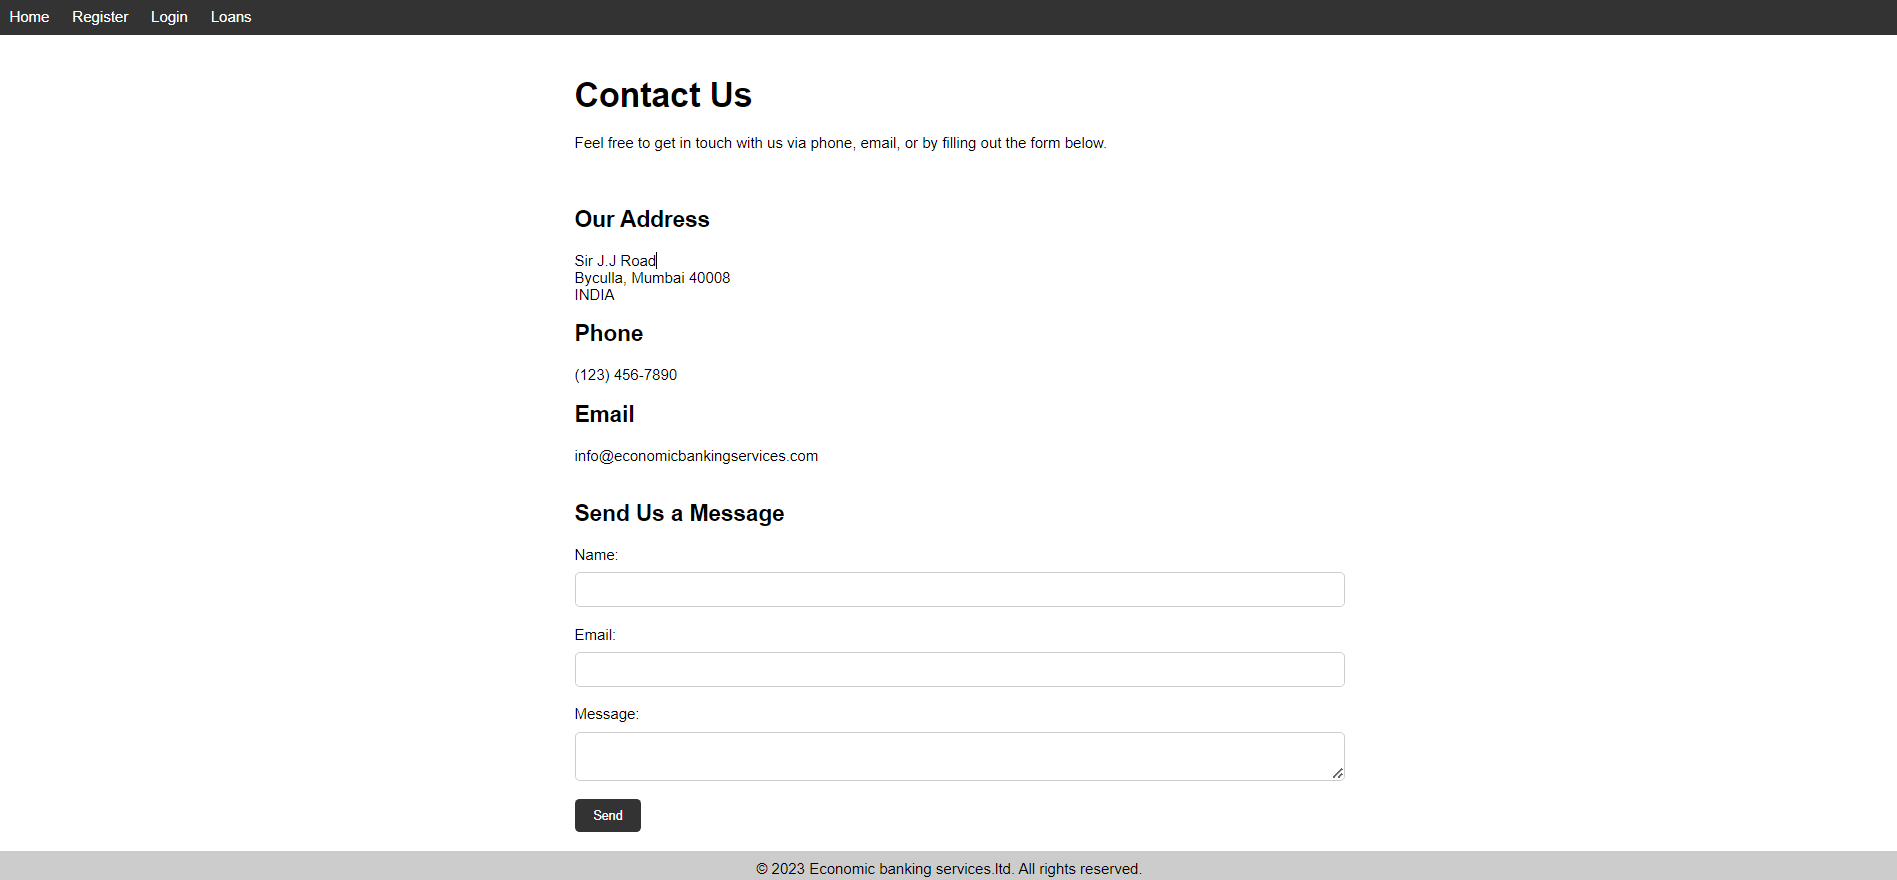 Home Register Login Loans
Contact Us
Feel free to get in touch with us via phone, email, or by filling out the form below.
Our Address
Sir J.J Road
Byculla, Mumbai 40008
INDIA
Phone
(123) 456-7890
Email
info@economicbankingservices.com
Send Us a Message
Name:
Email:
Message:
Send
© 2023 Economic banking services.ltd. All rights reserved.